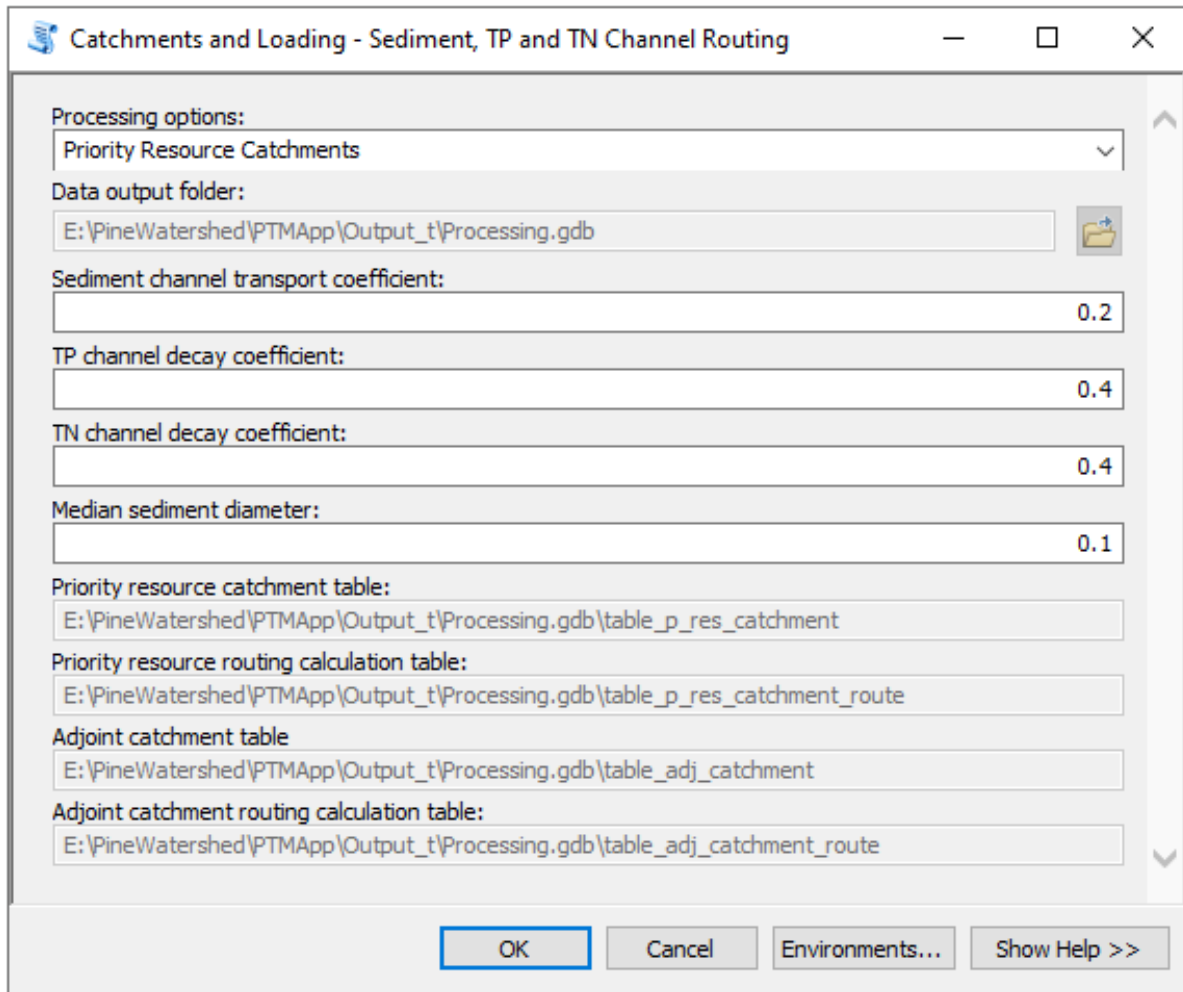 Catchments and Loading - Sediment, TP and TN Channel Routing
Processing options:
Priority Resource Catchments
Data output folder:
E:\PineWatershed\PTMApp\Output_t\Processing.gdb
Sediment channel transport coefficient:
0.2
TP channel decay coefficient:
0.4
TN channel decay coefficient:
0.4
Median sediment diameter:
0.1
Priority resource catchment table:
E:\PineWatershed\PTMApp\Output_t\Processing.gdb\table_p_res_catchment
Priority resource routing calculation table:
E:\PineWatershed\PTMApp\Output_t\Processing.gdb\table_p_res_catchment_route
Adjoint catchment table
E:\PineWatershed\PTMApp\Output_t\Processing.gdb\table_adj_catchment
Adjoint catchment routing calculation table:
E:\PineWatershed\PTMApp\Output_t\Processing.gdb\table_adj_catchment_route
OK Cancel Environments... Show Help >>